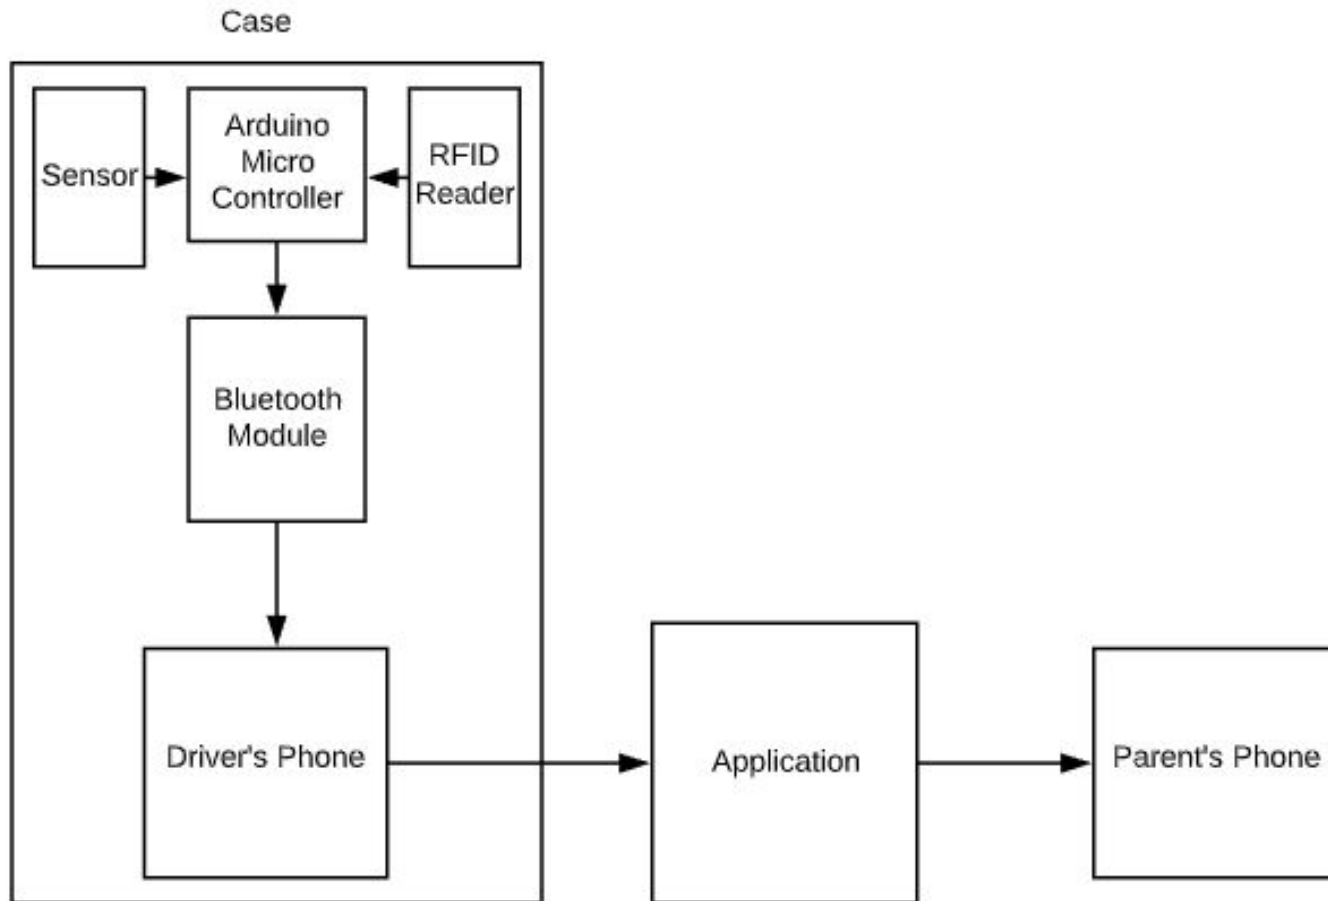 Case
Sensor
Arduino
Micro
Controller
RFID
Reader
Bluetooth
Module
Driver's Phone
Application
Parent's Phone